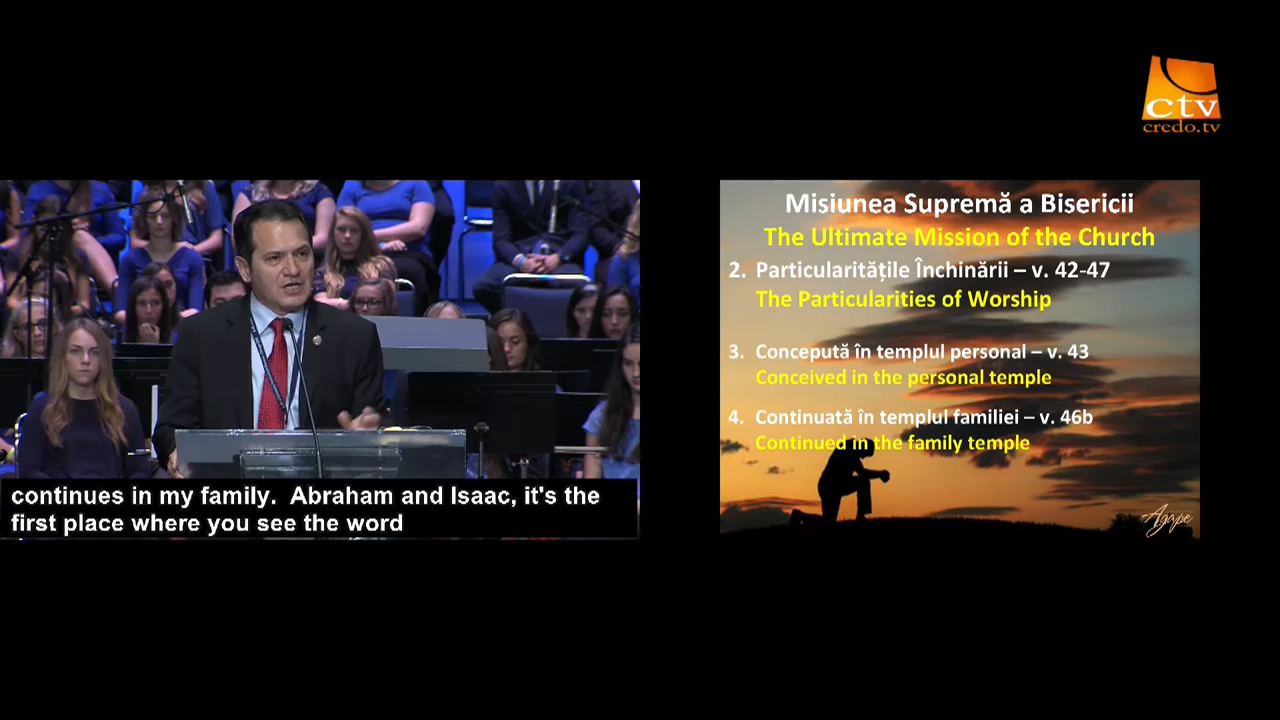 ctv
credo.tv
Misiunea Supremă a Bisericii
The Ultimate Mission of the Church
2. Particularitățile Închinării – v. 42-47
The Particularities of Worship
3. Concepută în templul personal – v. 43
Conceived in the personal temple
4. Continuată în templul familiei – v. 46b
Continued in the family temple
Agape
continues in my family.  Abraham and Isaac, it's the
first place where you see the word